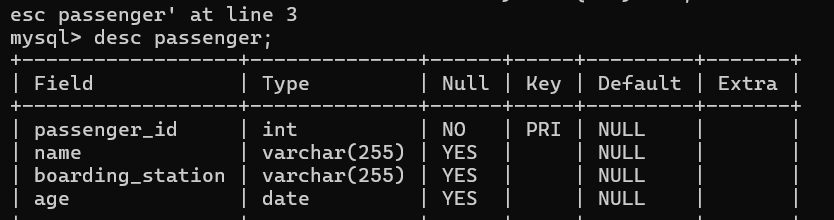 esc passenger' at line 3
mysql> desc passenger;
+-------------------+--------------+------+-----+---------+-------+
| Field             | Type         | Null | Key | Default | Extra |
+-------------------+--------------+------+-----+---------+-------+
| passenger_id      | int          | NO   | PRI | NULL    |       |
| name              | varchar(255) | YES  |     | NULL    |       |
| boarding_station  | varchar(255) | YES  |     | NULL    |       |
| age               | date         | YES  |     | NULL    |       |